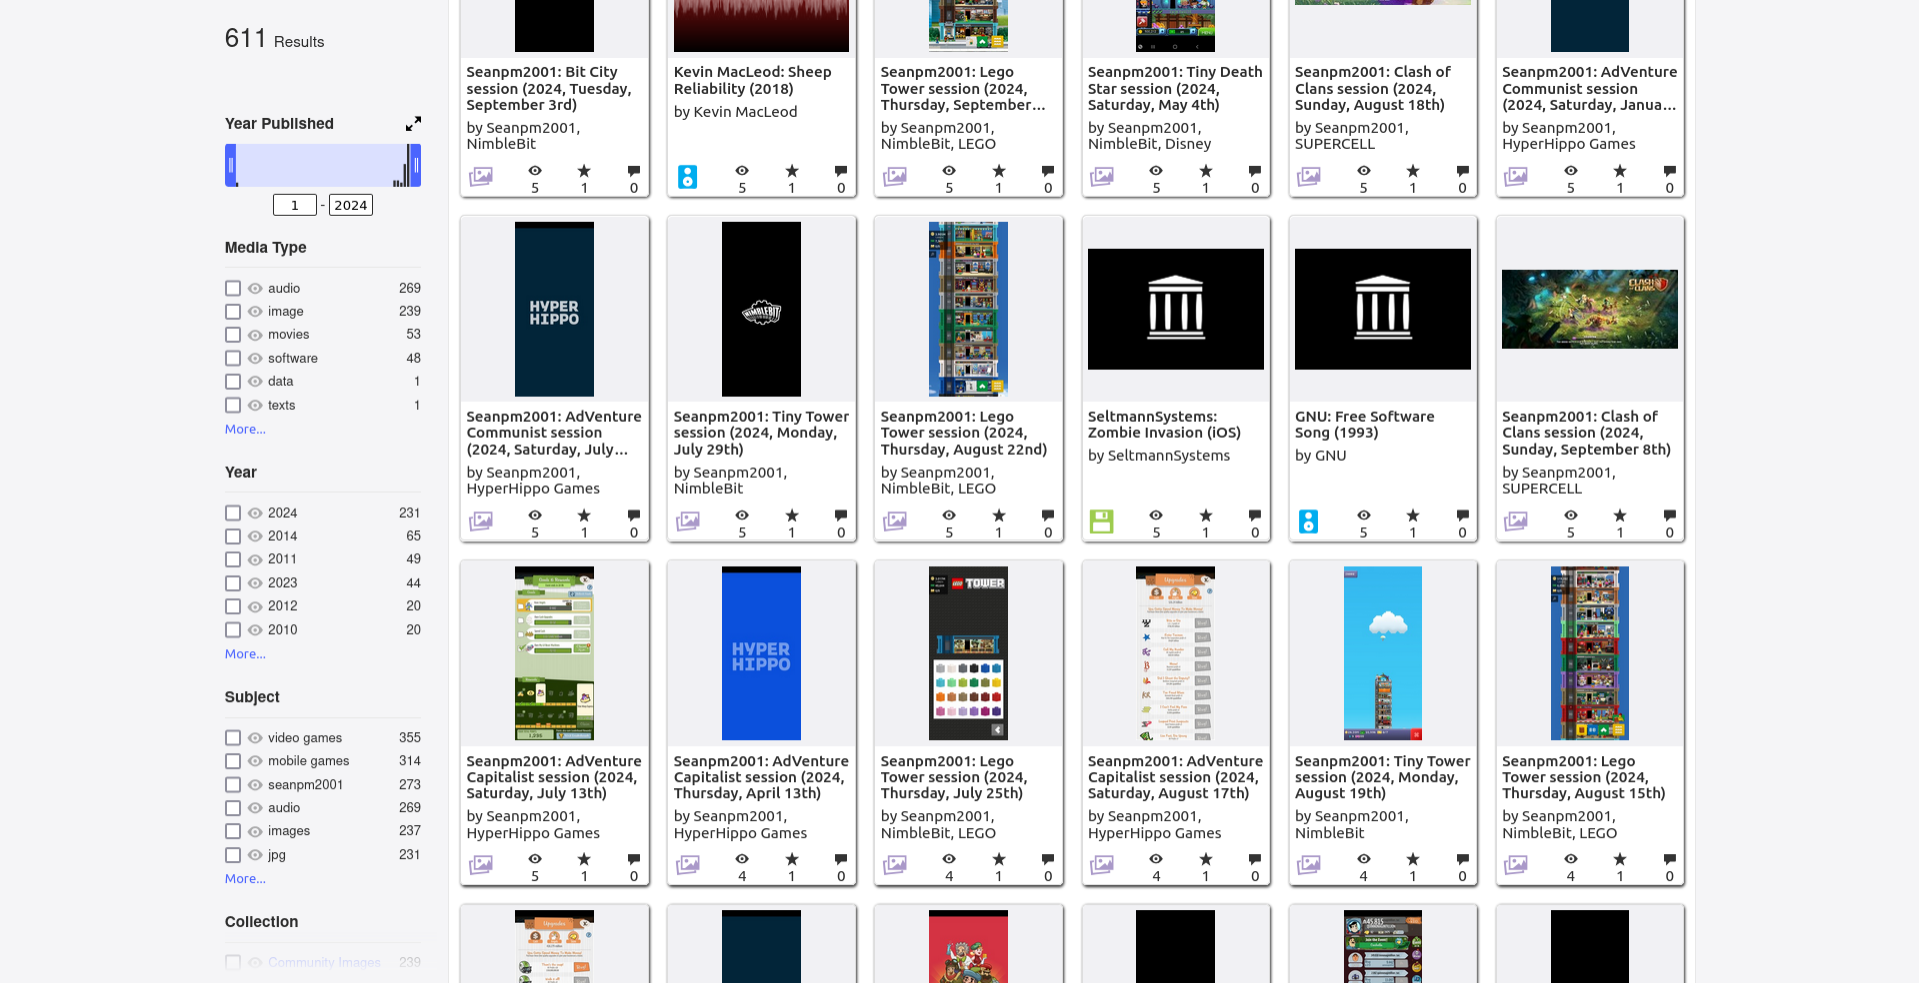 611 Results
Year Published
1 - 2024
Media Type
audio 269
image 239
movies 53
software 48
data 1
texts 1
More...
Year
2024 231
2014 65
2011 49
2023 44
2012 20
2010 20
More...
Subject
video games 355
mobile games 314
seanpm2001 273
audio 269
images 237
jpg 231
More...
Collection
Community Images 239
Seanpm2001: Bit City
session (2024, Tuesday,
September 3rd)
by Seanpm2001,
NimbleBit
5 1 0
Kevin MacLeod: Sheep
Reliability (2018)
by Kevin MacLeod
5 1 0
Seanpm2001: Lego
Tower session (2024,
Thursday, September...
by Seanpm2001,
NimbleBit, LEGO
5 1 0
Seanpm2001: Tiny Death
Star session (2024,
Saturday, May 4th)
by Seanpm2001,
NimbleBit, Disney
5 1 0
Seanpm2001: Clash of
Clans session (2024,
Sunday, August 18th)
by Seanpm2001,
SUPERCELL
5 1 0
Seanpm2001: AdVenture
Communist session
(2024, Saturday, Janua...
by Seanpm2001,
HyperHippo Games
5 1 0
HYPER
HIPPO
Seanpm2001: AdVenture
Communist session
(2024, Saturday, July...
by Seanpm2001,
HyperHippo Games
5 1 0
NIMBLEBIT
Seanpm2001: Tiny Tower
session (2024, Monday,
July 29th)
by Seanpm2001,
NimbleBit
5 1 0
Seanpm2001: Lego
Tower session (2024,
Thursday, August 22nd)
by Seanpm2001,
NimbleBit, LEGO
5 1 0
SeltmannSystems:
Zombie Invasion (iOS)
by SeltmannSystems
5 1 0
GNU: Free Software
Song (1993)
by GNU
5 1 0
CLASH
OF CLANS
Seanpm2001: Clash of
Clans session (2024,
Sunday, September 8th)
by Seanpm2001,
SUPERCELL
5 1 0
Seanpm2001: AdVenture
Capitalist session (2024,
Saturday, July 13th)
by Seanpm2001,
HyperHippo Games
5 1 0
HYPER
HIPPO
Seanpm2001: AdVenture
Capitalist session (2024,
Thursday, April 13th)
by Seanpm2001,
HyperHippo Games
4 1 0
LEGO TOWER
Seanpm2001: Lego
Tower session (2024,
Thursday, July 25th)
by Seanpm2001,
NimbleBit, LEGO
4 1 0
Upgrades
Seanpm2001: AdVenture
Capitalist session (2024,
Saturday, August 17th)
by Seanpm2001,
HyperHippo Games
4 1 0
Seanpm2001: Tiny Tower
session (2024, Monday,
August 19th)
by Seanpm2001,
NimbleBit
4 1 0
Seanpm2001: Lego
Tower session (2024,
Thursday, August 15th)
by Seanpm2001,
NimbleBit, LEGO
4 1 0
Upgrades